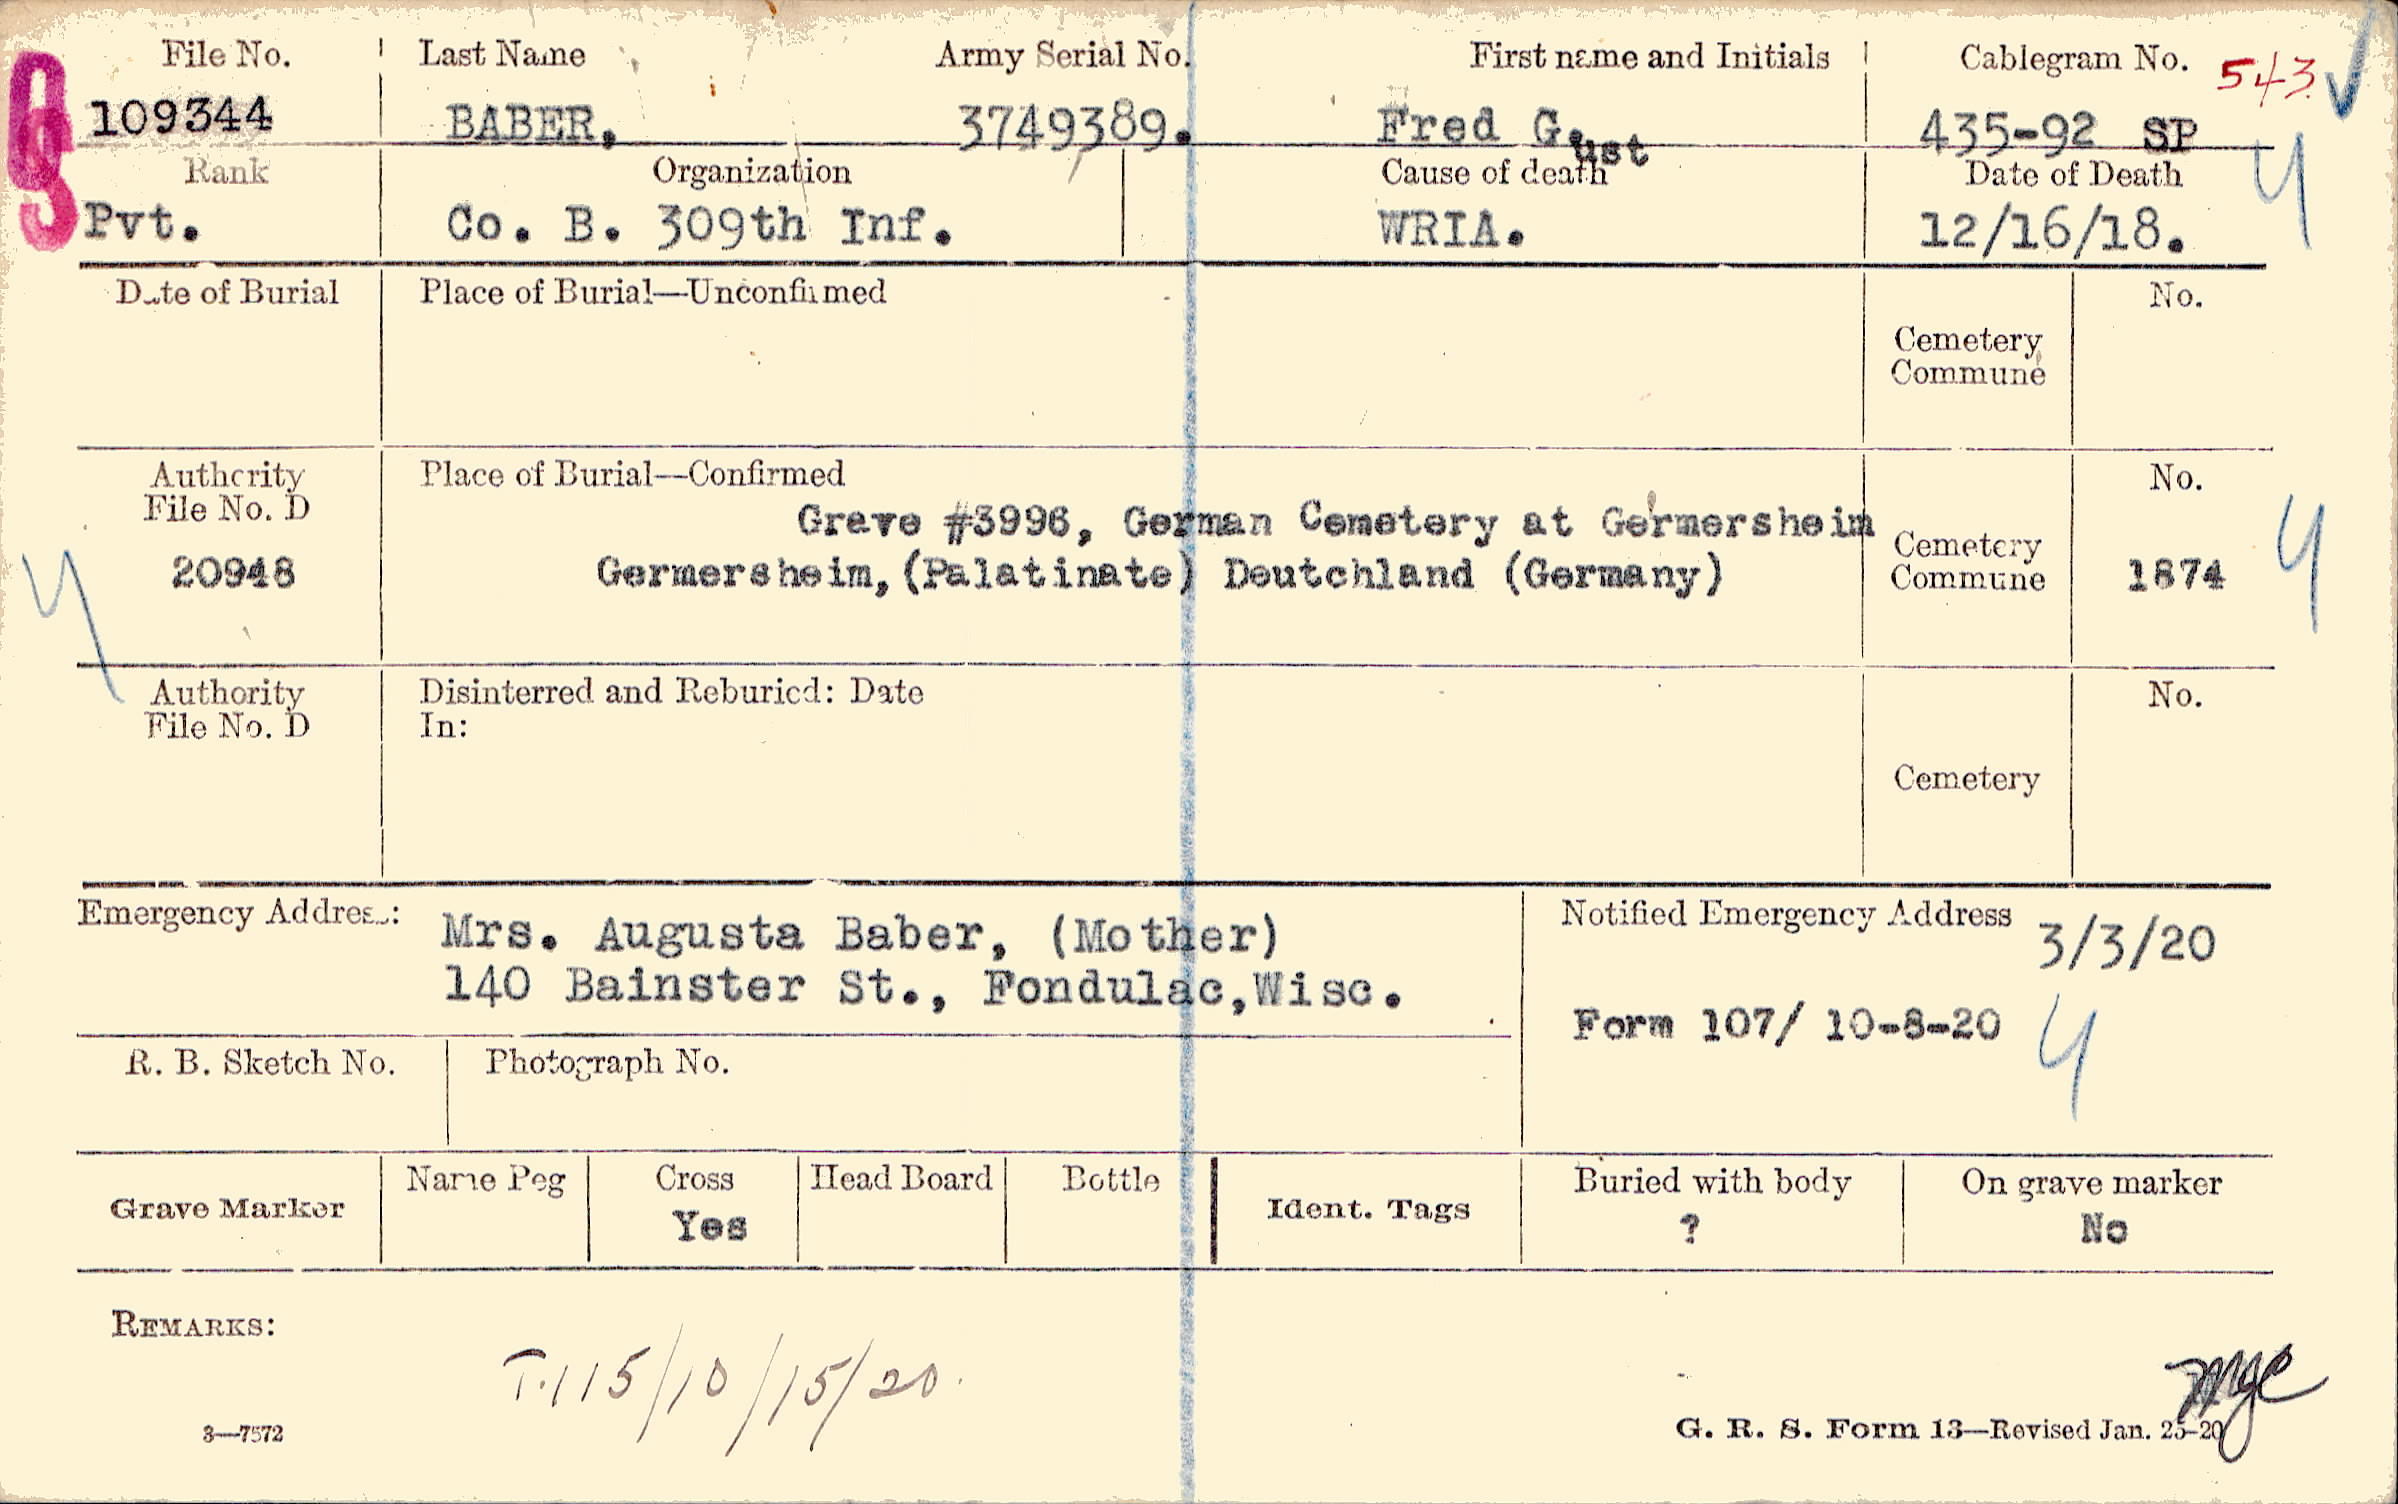 File No. Last Name Army Serial No. First name and Initials Cablegram No. 543
109344 BABER, 3749389. Fred G.ust 435-92 SP
Rank Organization Cause of death Date of Death
Pvt. Co. B. 309th Inf. WRIA. 12/16/18.
Date of Burial Place of Burial—Unconfirmed No.
Cemetery
Commune
Authority Place of Burial—Confirmed No.
File No. D
Grave #3996, German Cemetery at Germersheim
Cemetery
20948 Germersheim,(Palatinate) Deutchland (Germany) Commune 1874
Authority Disinterred and Reburied: Date No.
File No. D In:
Cemetery
Emergency Address: Mrs. Augusta Baber, (Mother) Notified Emergency Address 3/3/20
140 Bainster St., Fondulac,Wisc.
Form 107/ 10-8-20
R. B. Sketch No. Photograph No.
Grave Marker Name Peg Cross Head Board Bottle Ident. Tags Buried with body On grave marker
Yes ? No
REMARKS:
T.115/10/15/20.
3—7572 G. R. S. Form 13—Revised Jan. 25-20